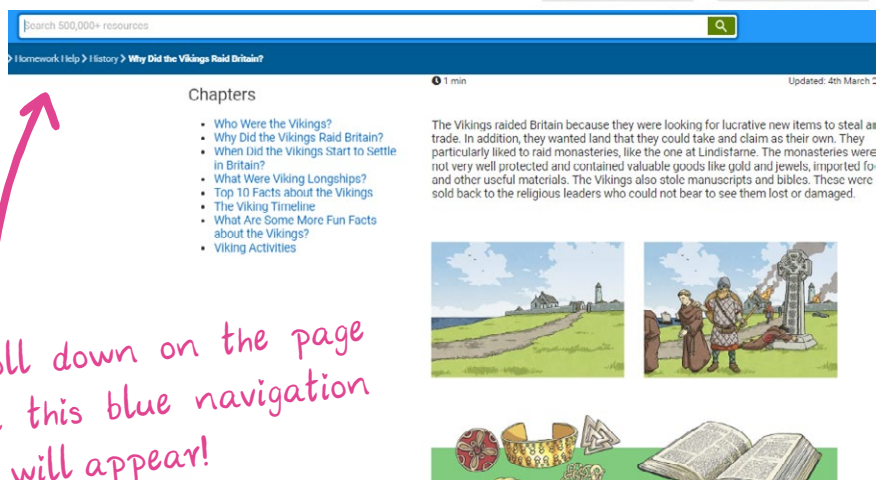 Search 500,000+ resources
> Homework Help > History > Why Did the Vikings Raid Britain?
Chapters
• Who Were the Vikings?
• Why Did the Vikings Raid Britain?
• When Did the Vikings Start to Settle
in Britain?
• What Were Viking Longships?
• Top 10 Facts about the Vikings
• The Viking Timeline
• What Are Some More Fun Facts
about the Vikings?
• Viking Activities
1 min
Updated: 4th March
The Vikings raided Britain because they were looking for lucrative new items to steal
trade. In addition, they wanted land that they could take and claim as their own. They
particularly liked to raid monasteries, like the one at Lindisfarne. The monasteries were
not very well protected and contained valuable goods like gold and jewels, imported
and other useful materials. The Vikings also stole manuscripts and bibles. These were
sold back to the religious leaders who could not bear to see them lost or damaged.
down on the page
this blue navigation
will appear!